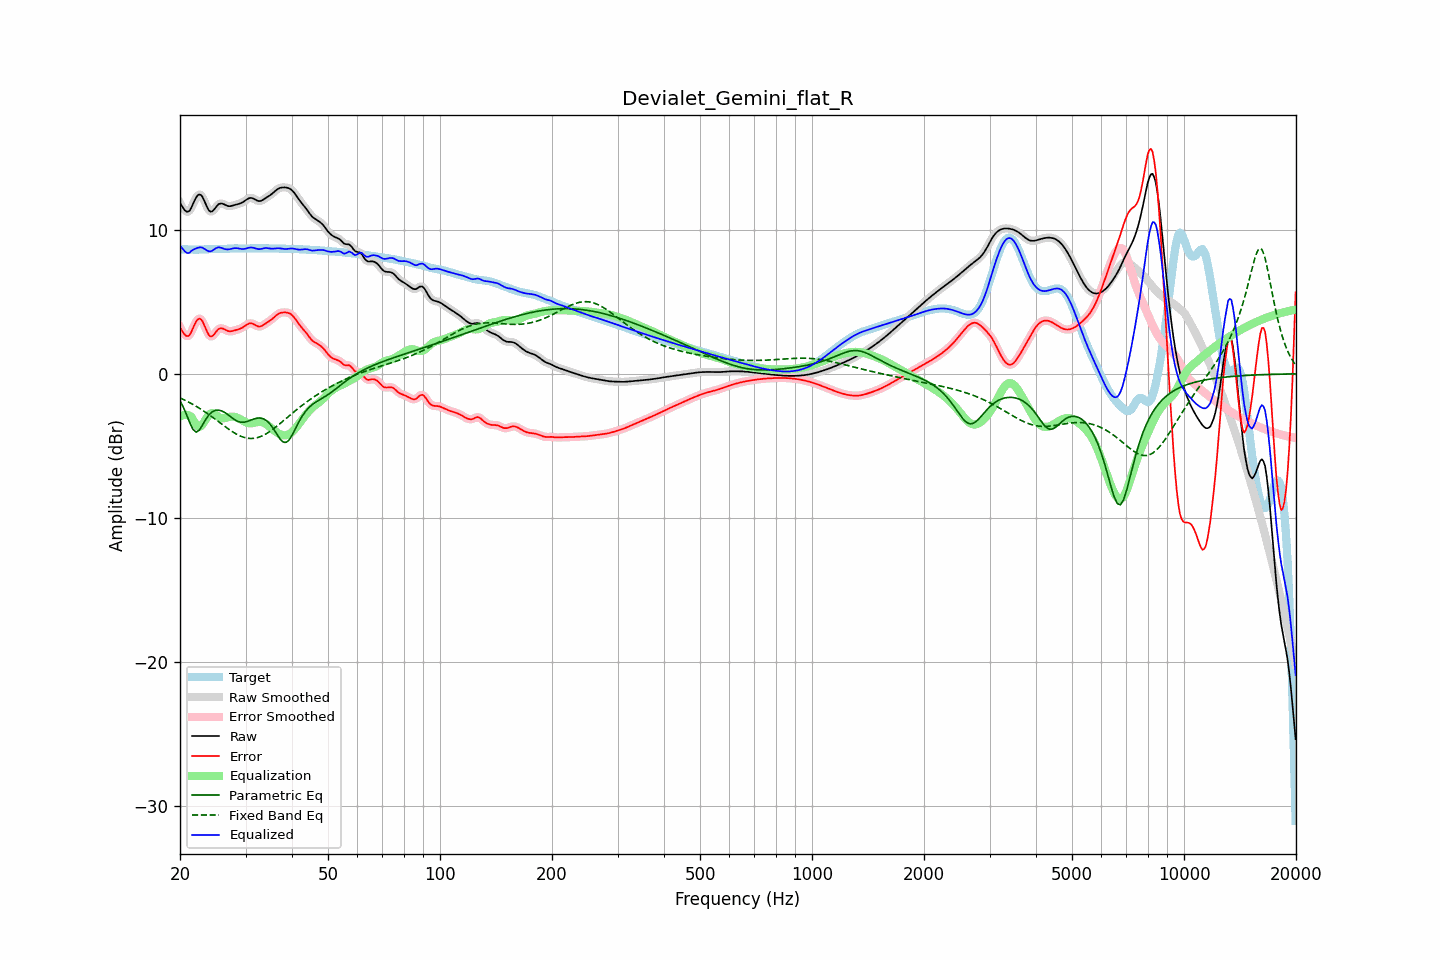 Devialet_Gemini_flat_R
Amplitude (dBr)
10
0
−10
−20
−30
Target
Raw Smoothed
Error Smoothed
Raw
Error
Equalization
Parametric Eq
Fixed Band Eq
Equalized
20 50 100 200 500 1000 2000 5000 10000 20000
Frequency (Hz)